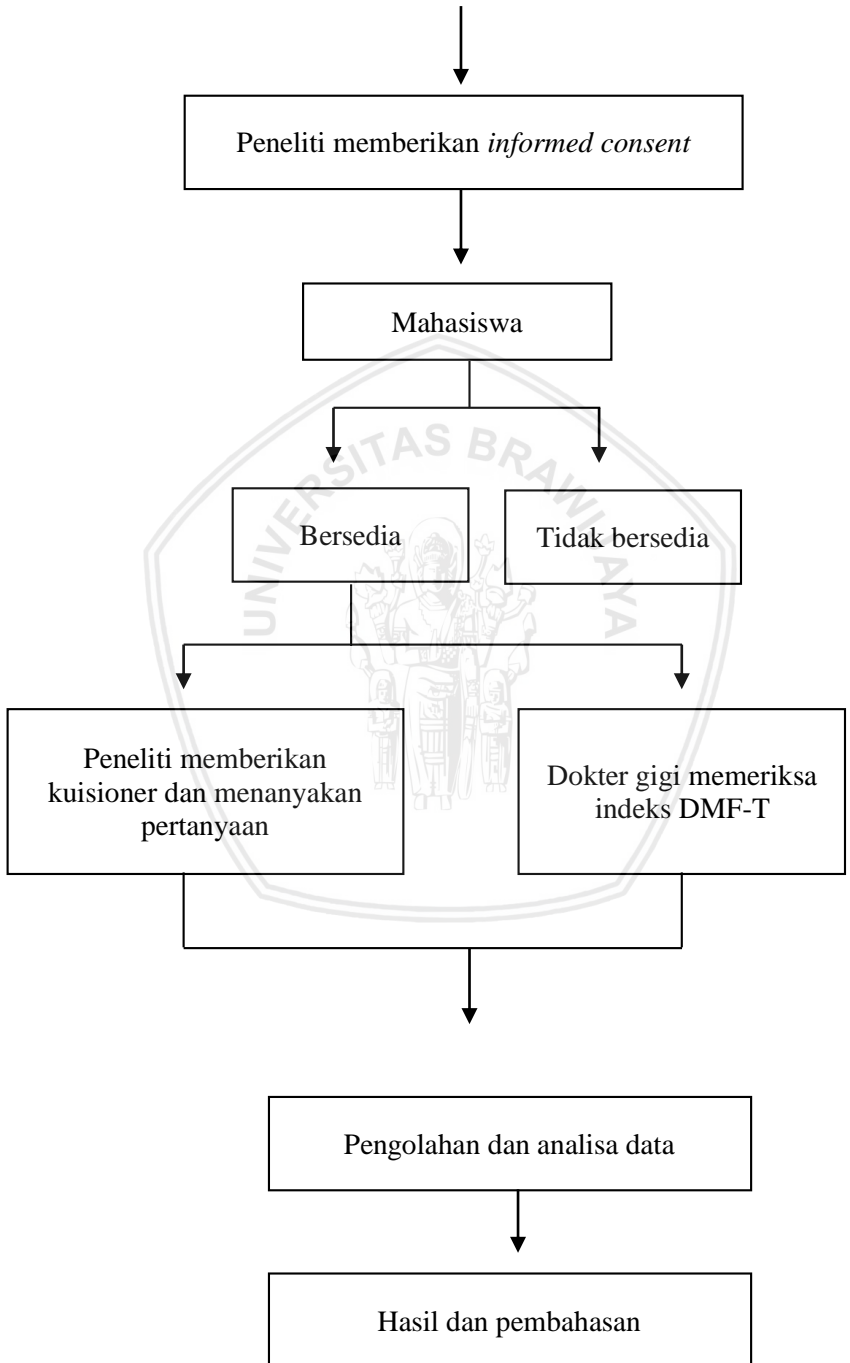 Peneliti memberikan informed consent
Mahasiswa
UNIVERSITAS BRAWIJAYA
Bersedia
Tidak bersedia
Peneliti memberikan
kuisioner dan menanyakan
pertanyaan
Dokter gigi memeriksa
indeks DMF-T
Pengolahan dan analisa data
Hasil dan pembahasan